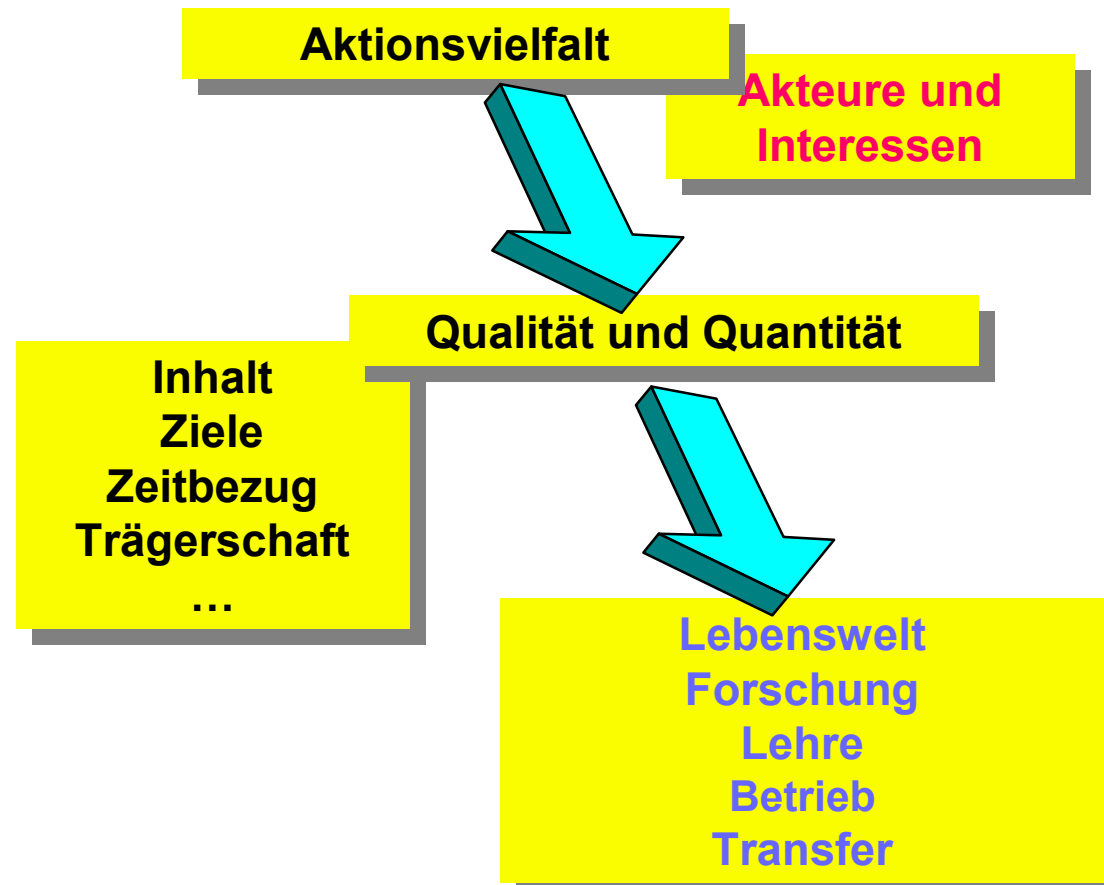 Aktionsvielfalt
Akteure und
Interessen
Qualität und Quantität
Inhalt
Ziele
Zeitbezug
Trägerschaft
…
Lebenswelt
Forschung
Lehre
Betrieb
Transfer